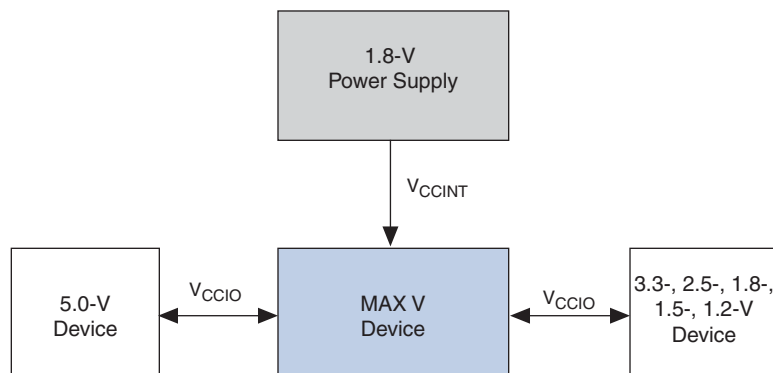 1.8-V
Power Supply
VCCINT
5.0-V
Device
VCCIO
MAX V
Device
VCCIO
3.3-, 2.5-, 1.8-,
1.5-, 1.2-V
Device